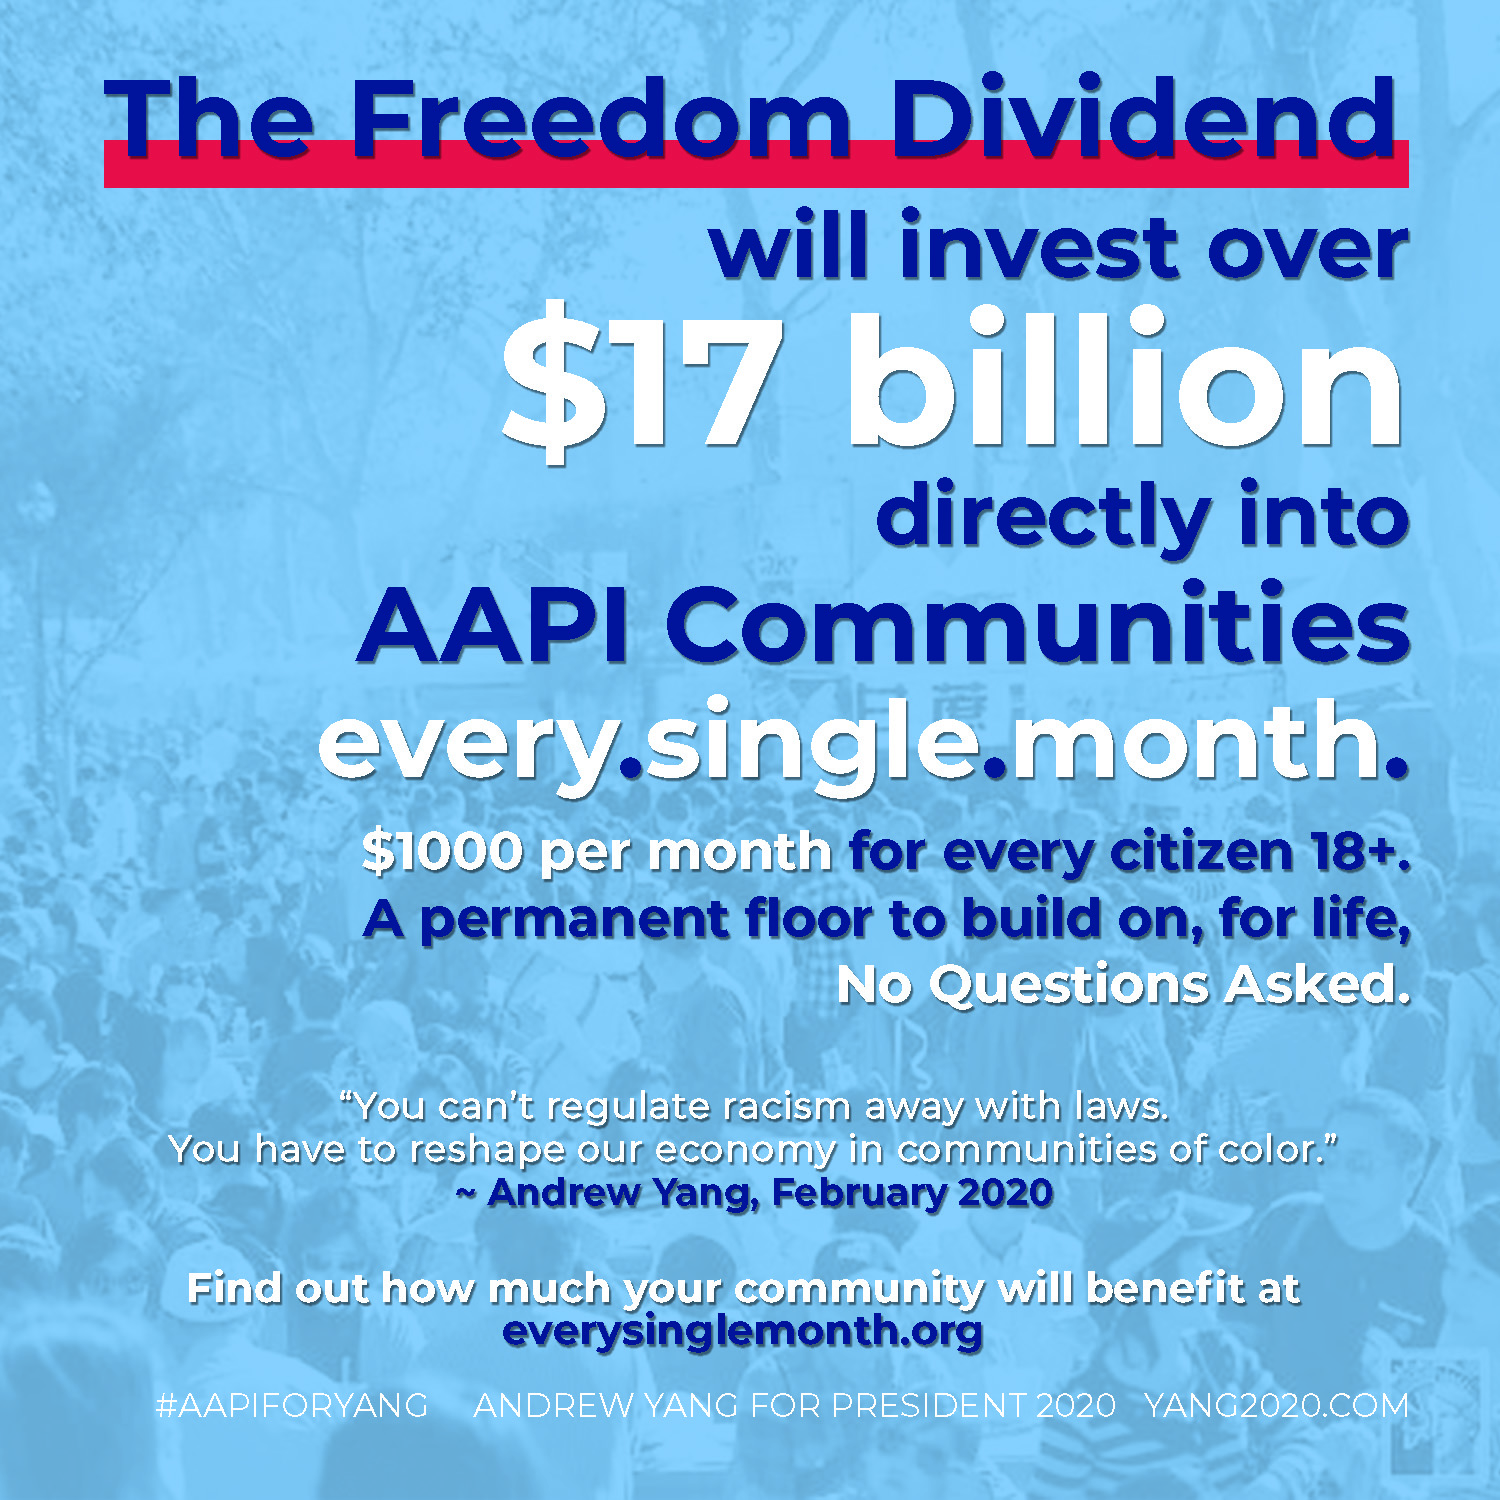 The Freedom Dividend
will invest over
$17 billion
directly into
AAPI Communities
every.single.month.
$1000 per month for every citizen 18+.
A permanent floor to build on, for life,
No Questions Asked.
“You can’t regulate racism away with laws.
You have to reshape our economy in communities of color.”
~ Andrew Yang, February 2020
Find out how much your community will benefit at
everysinglemonth.org
#AAPIFORYANG ANDREW YANG FOR PRESIDENT 2020 YANG2020.COM